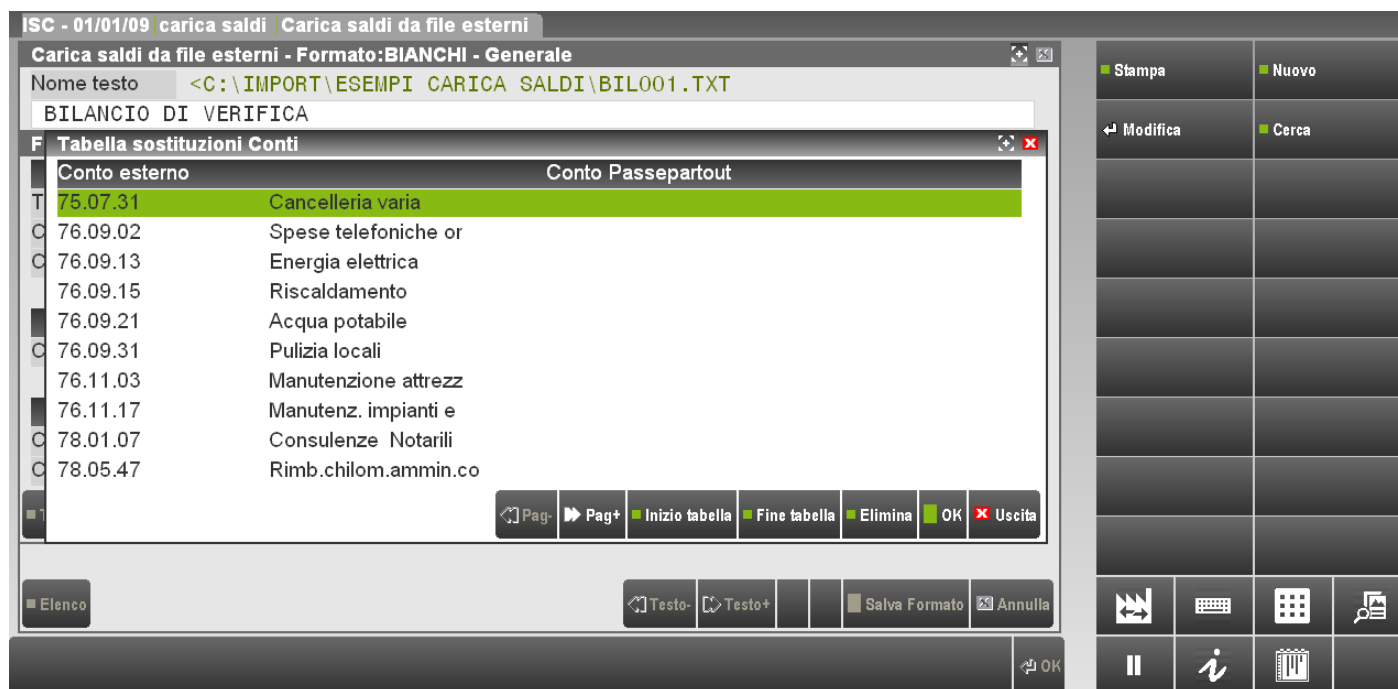 ISC - 01/01/09 carica saldi Carica saldi da file esterni
Carica saldi da file esterni - Formato:BIANCHI - Generale
Nome testo <C:\IMPORT\ESEMPI CARICA SALDI\BIL001.TXT
BILANCIO DI VERIFICA
F Tabella sostituzioni Conti
Conto esterno Conto Passepartout
T 75.07.31 Cancelleria varia
C 76.09.02 Spese telefoniche or
C 76.09.13 Energia elettrica
76.09.15 Riscaldamento
76.09.21 Acqua potabile
C 76.09.31 Pulizia locali
76.11.03 Manutenzione attrezz
76.11.17 Manutenz. impianti e
C 78.01.07 Consulenze Notarili
C 78.05.47 Rimb.chilom.ammin.co
T Pag- Pag+ Inizio tabella Fine tabella Elimina OK Uscita
Elenco Testo- Testo+ Salva Formato Annulla
OK
Stampa Nuovo
Modifica Cerca